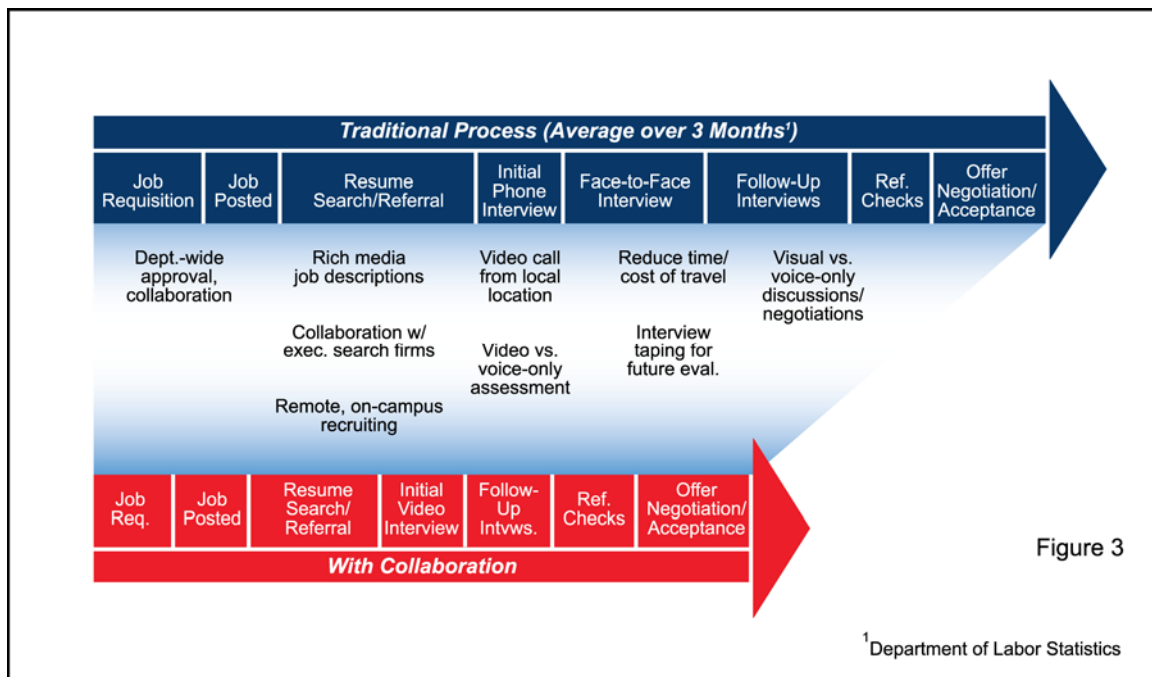 Traditional Process (Average over 3 Months¹)
Job
Requisition
Job
Posted
Resume
Search/Referral
Initial
Phone
Interview
Face-to-Face
Interview
Follow-Up
Interviews
Ref.
Checks
Offer
Negotiation/
Acceptance
Dept.-wide
approval,
collaboration
Rich media
job descriptions
Collaboration w/
exec. search firms
Remote, on-campus
recruiting
Video call
from local
location
Video vs.
voice-only
assessment
Reduce time/
cost of travel
Interview
taping for
future eval.
Visual vs.
voice-only
discussions/
negotiations
Job
Req.
Job
Posted
Resume
Search/
Referral
Initial
Video
Interview
Follow-
Up
Intvws.
Ref.
Checks
Offer
Negotiation/
Acceptance
With Collaboration
Figure 3
¹Department of Labor Statistics